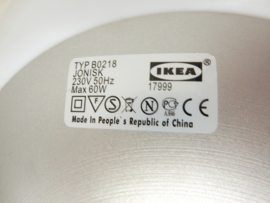 TYP B0218
JONISK
230V 50Hz
Max 60W
IKEA
17999
Made in People's Republic of China